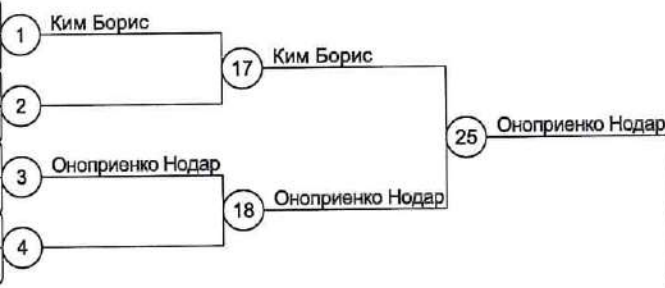 1 Ким Борис
17 Ким Борис
2
25 Оноприенко Нодар
3 Оноприенко Нодар
18 Оноприенко Нодар
4